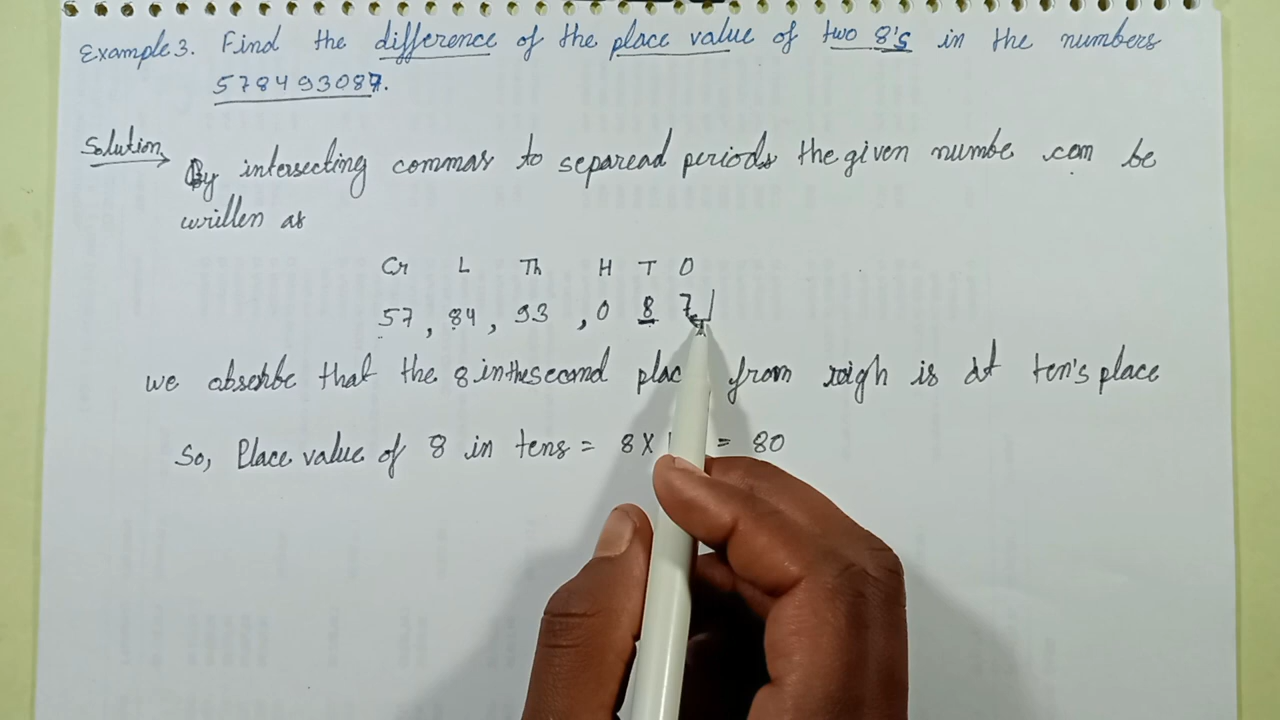 Example 3. Find the difference of the place value of two 8's in the numbers
578493087.
Solution
By intersecting commas to separead periods the given numbe can be
writlen as
Cr L Th H T O
57, 84, 93, 0 8 7
we absehbe that the 8 in the second plac from roigh is at ten's place
So, Place value of 8 in tens = 8 X = 80